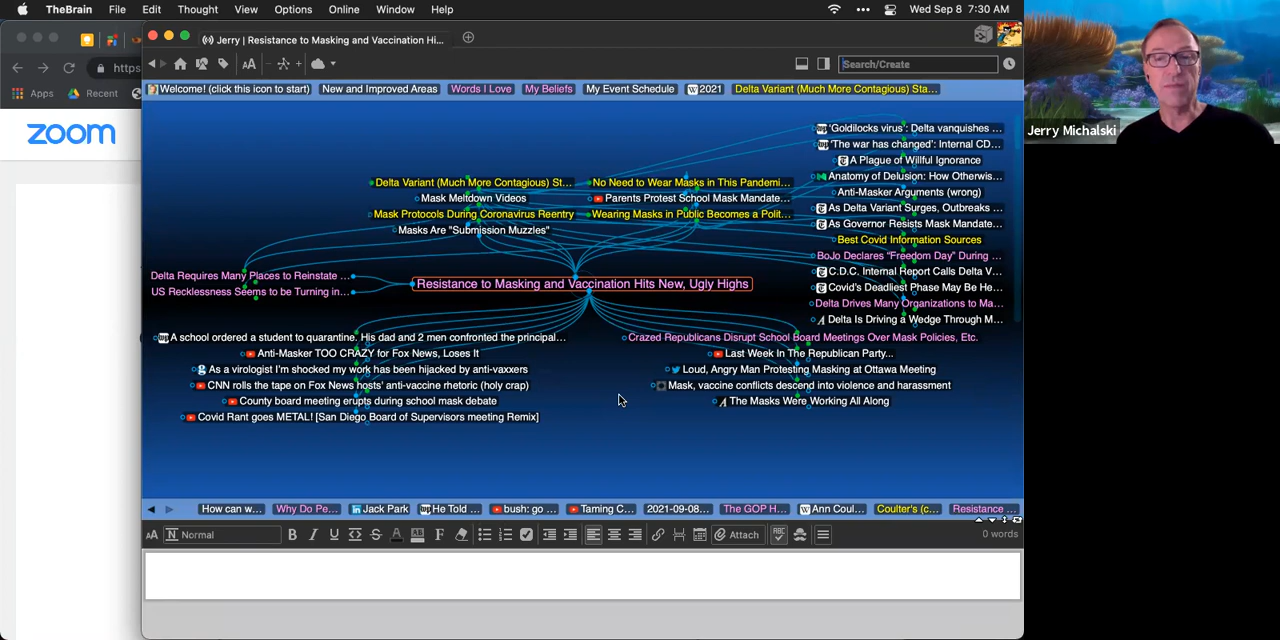 TheBrain File Edit Thought View Options Online Window Help Wed Sep 8 7:30 AM
Jerry | Resistance to Masking and Vaccination Hi...
https
Search/Create
Apps Recent
Welcome! (click this icon to start) New and Improved Areas Words I Love My Beliefs My Event Schedule W 2021 Delta Variant (Much More Contagious) Sta...
zoom
Jerry Michalski
'Goldilocks virus': Delta vanquishes ...
'The war has changed': Internal CD...
A Plague of Willful Ignorance
Anatomy of Delusion: How Otherwis...
Delta Variant (Much More Contagious) St... No Need to Wear Masks in This Pandemi...
Anti-Masker Arguments (wrong)
Mask Meltdown Videos Parents Protest School Mask Mandate...
As Delta Variant Surges, Outbreaks ...
Mask Protocols During Coronavirus Reentry Wearing Masks in Public Becomes a Polit...
As Governor Resists Mask Mandate...
Masks Are "Submission Muzzles"
Best Covid Information Sources
BoJo Declares "Freedom Day" During ...
C.D.C. Internal Report Calls Delta V...
Delta Requires Many Places to Reinstate ...
Resistance to Masking and Vaccination Hits New, Ugly Highs
Covid's Deadliest Phase May Be He...
US Recklessness Seems to be Turning in...
Delta Drives Many Organizations to Ma...
Delta Is Driving a Wedge Through M...
A school ordered a student to quarantine. His dad and 2 men confronted the principal...
Crazed Republicans Disrupt School Board Meetings Over Mask Policies, Etc.
Anti-Masker TOO CRAZY for Fox News, Loses It
Last Week In The Republican Party...
As a virologist I'm shocked my work has been hijacked by anti-vaxxers
Loud, Angry Man Protesting Masking at Ottawa Meeting
CNN rolls the tape on Fox News hosts' anti-vaccine rhetoric (holy crap)
Mask, vaccine conflicts descend into violence and harassment
County board meeting erupts during school mask debate
The Masks Were Working All Along
Covid Rant goes METAL! [San Diego Board of Supervisors meeting Remix]
How can w... Why Do Pe... Jack Park He Told ... bush: go ... Taming C... 2021-09-08... The GOP H... W Ann Coul... Coulter's (c... Resistance ...
Normal B I U S A F Attach 0 words